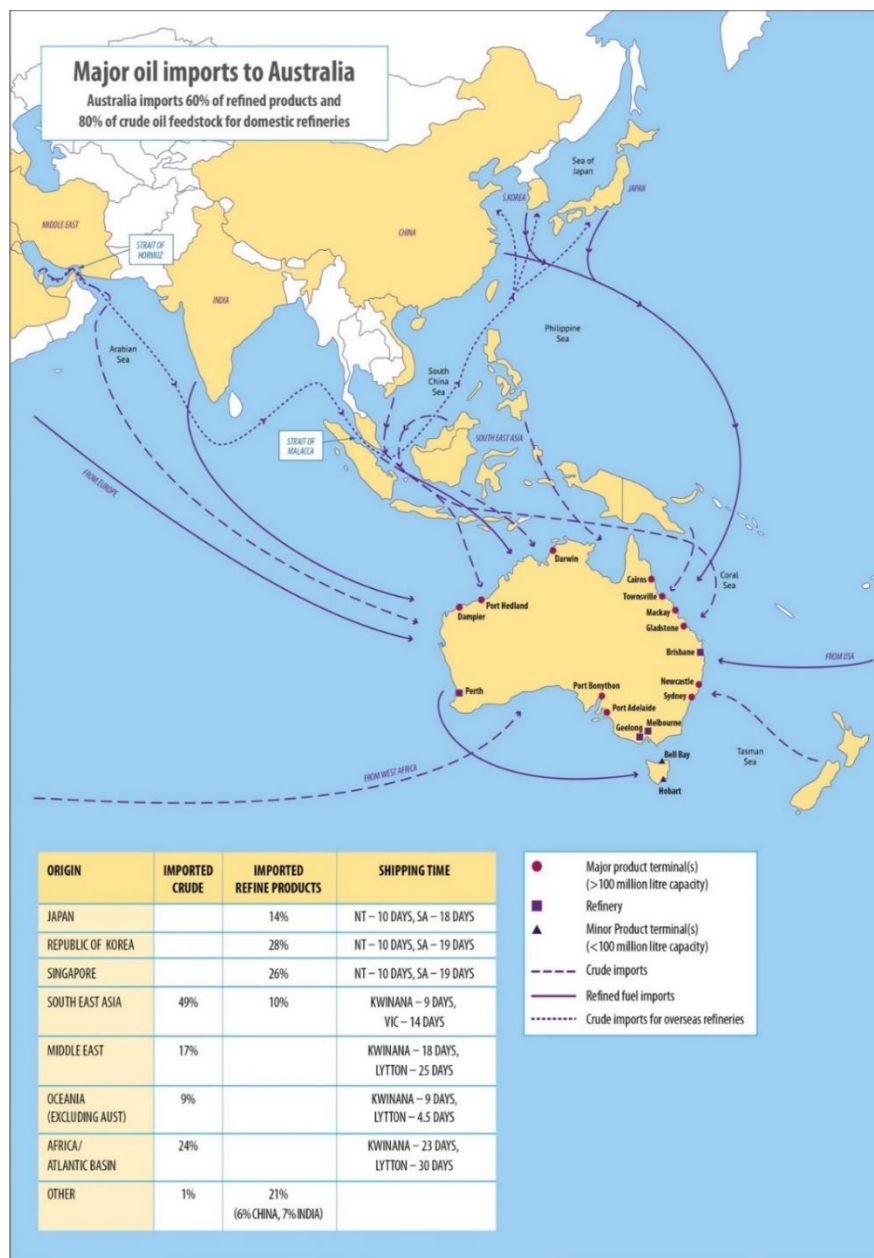 Major oil imports to Australia
Australia imports 60% of refined products and
80% of crude oil feedstock for domestic refineries
Sea of
Japan
S.KOREA
JAPAN
MIDDLE EAST
STRAIT OF
HORMUZ
CHINA
INDIA
Arabian
Sea
Philippine
Sea
South
China
Sea
STRAIT OF
MALACCA
SOUTH EAST ASIA
FROM EUROPE
Darwin
Coral
Sea
Cairns
Townsville
Port Hedland
Dampier
Mackay
Gladstone
Brisbane
FROM USA
Perth
Port Bonython
Newcastle
Sydney
Port Adelaide
Melbourne
Geelong
Bell Bay
Tasman
Sea
FROM WEST AFRICA
Hobart
ORIGIN IMPORTED CRUDE IMPORTED REFINE PRODUCTS SHIPPING TIME
JAPAN 14% NT – 10 DAYS, SA – 18 DAYS
REPUBLIC OF KOREA 28% NT – 10 DAYS, SA – 19 DAYS
SINGAPORE 26% NT – 10 DAYS, SA – 19 DAYS
SOUTH EAST ASIA 49% 10% KWINANA – 9 DAYS,
VIC – 14 DAYS
MIDDLE EAST 17% KWINANA – 18 DAYS,
LYTTON – 25 DAYS
OCEANIA 9% KWINANA – 9 DAYS,
(EXCLUDING AUST) LYTTON – 4.5 DAYS
AFRICA/ 24% KWINANA – 23 DAYS,
ATLANTIC BASIN LYTTON – 30 DAYS
OTHER 1% 21%
(6% CHINA, 7% INDIA)
Major product terminal(s)
(>100 million litre capacity)
Refinery
Minor Product terminal(s)
(<100 million litre capacity)
Crude imports
Refined fuel imports
Crude imports for overseas refineries